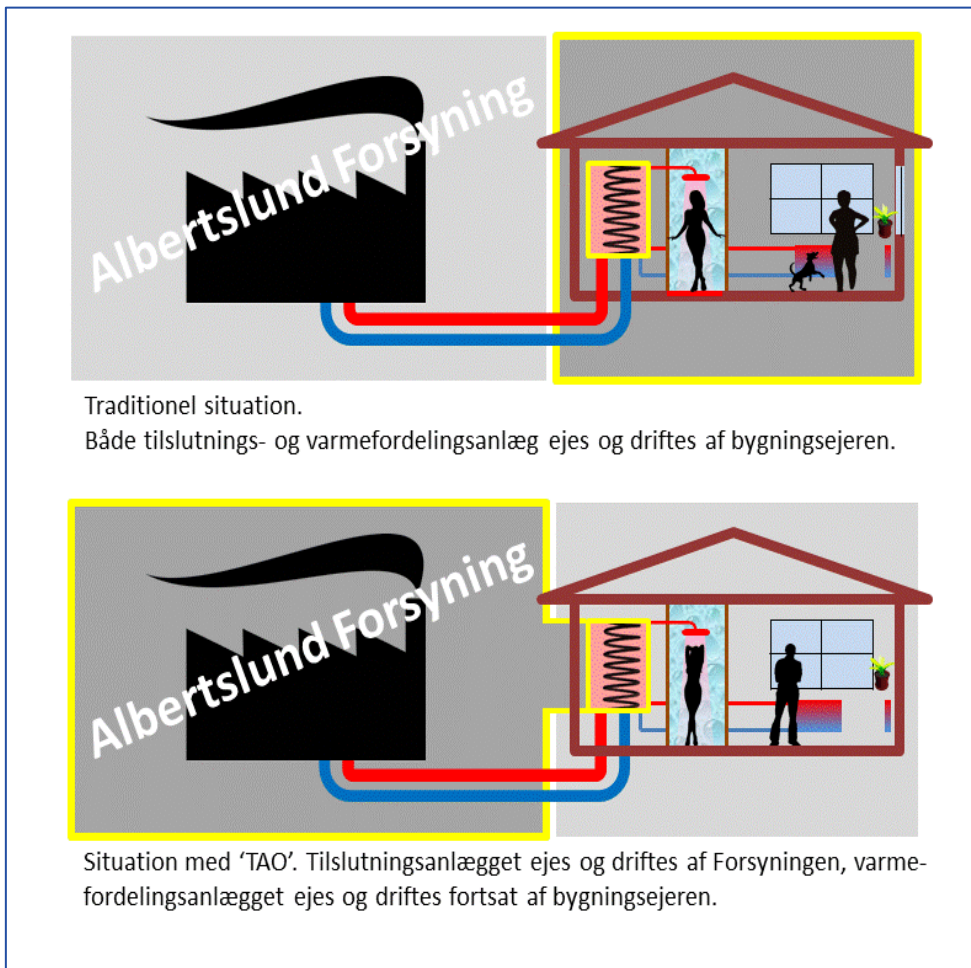 Albertslund Forsyning
Traditionel situation.
Både tilslutnings- og varmefordelingsanlæg ejes og driftes af bygningsejeren.
Albertslund Forsyning
Situation med ‘TAO’. Tilslutningsanlægget ejes og driftes af Forsyningen, varme-
fordelingsanlægget ejes og driftes fortsat af bygningsejeren.